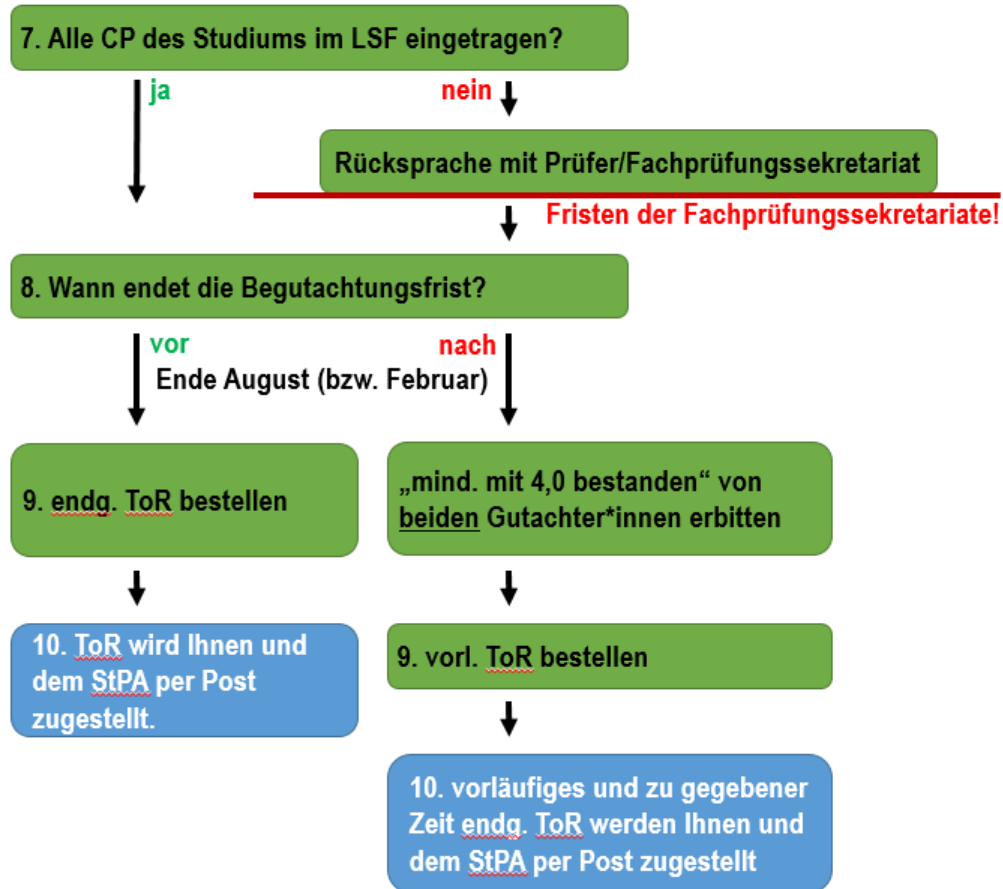 7. Alle CP des Studiums im LSF eingetragen?
ja
nein
Rücksprache mit Prüfer/Fachprüfungssekretariat
Fristen der Fachprüfungssekretariate!
8. Wann endet die Begutachtungsfrist?
vor
nach
Ende August (bzw. Februar)
9. endg. ToR bestellen
„mind. mit 4,0 bestanden“ von
beiden Gutachter*innen erbitten
10. ToR wird Ihnen und
dem StPA per Post
zugestellt.
9. vorl. ToR bestellen
10. vorläufiges und zu gegebener
Zeit endg. ToR werden Ihnen und
dem StPA per Post zugestellt